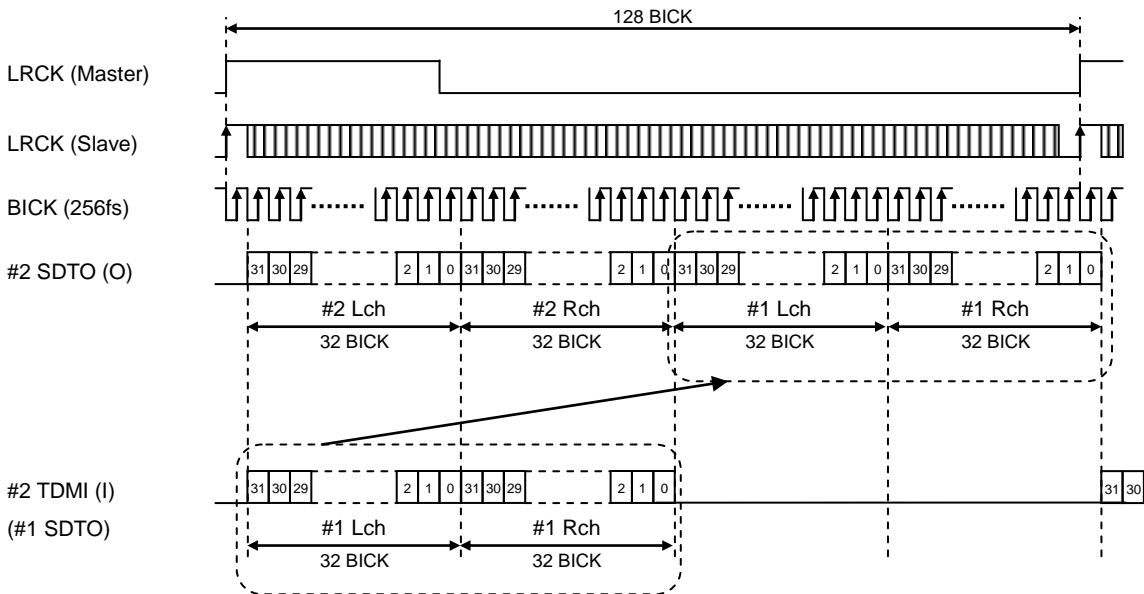 128 BICK
LRCK (Master)
LRCK (Slave)
BICK (256fs)
#2 SDTO (O)
31 30 29 2 1 0 31 30 29 2 1 0 31 30 29 2 1 0 31 30 29 2 1 0
#2 Lch #2 Rch #1 Lch #1 Rch
32 BICK 32 BICK 32 BICK 32 BICK
#2 TDMI (I)
31 30 29 2 1 0 31 30 29 2 1 0 31 30
(#1 SDTO)
#1 Lch #1 Rch
32 BICK 32 BICK